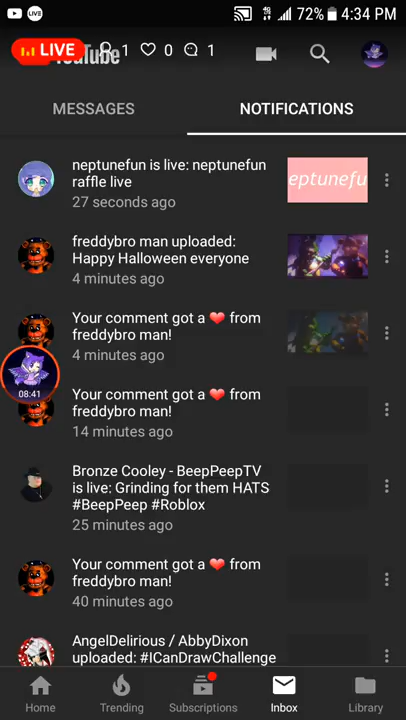 LIVE
72% 4:34 PM
LIVE YouTube 1 0 1
MESSAGES NOTIFICATIONS
neptunefun is live: neptunefun
raffle live
27 seconds ago
eptunefu
freddybro man uploaded:
Happy Halloween everyone
4 minutes ago
Your comment got a ❤️ from
freddybro man!
4 minutes ago
08:41
Your comment got a ❤️ from
freddybro man!
14 minutes ago
Bronze Cooley - BeepPeepTV
is live: Grinding for them HATS
#BeepPeep #Roblox
25 minutes ago
Your comment got a ❤️ from
freddybro man!
40 minutes ago
AngelDelirious / AbbyDixon
uploaded: #ICanDrawChallenge
Home Trending Subscriptions Inbox Library